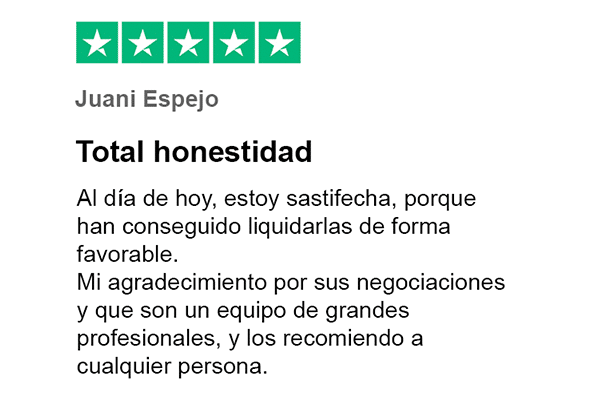 Juani Espejo
Total honestidad
Al día de hoy, estoy sastifecha, porque
han conseguido liquidarlas de forma
favorable.
Mi agradecimiento por sus negociaciones
y que son un equipo de grandes
profesionales, y los recomiendo a
cualquier persona.